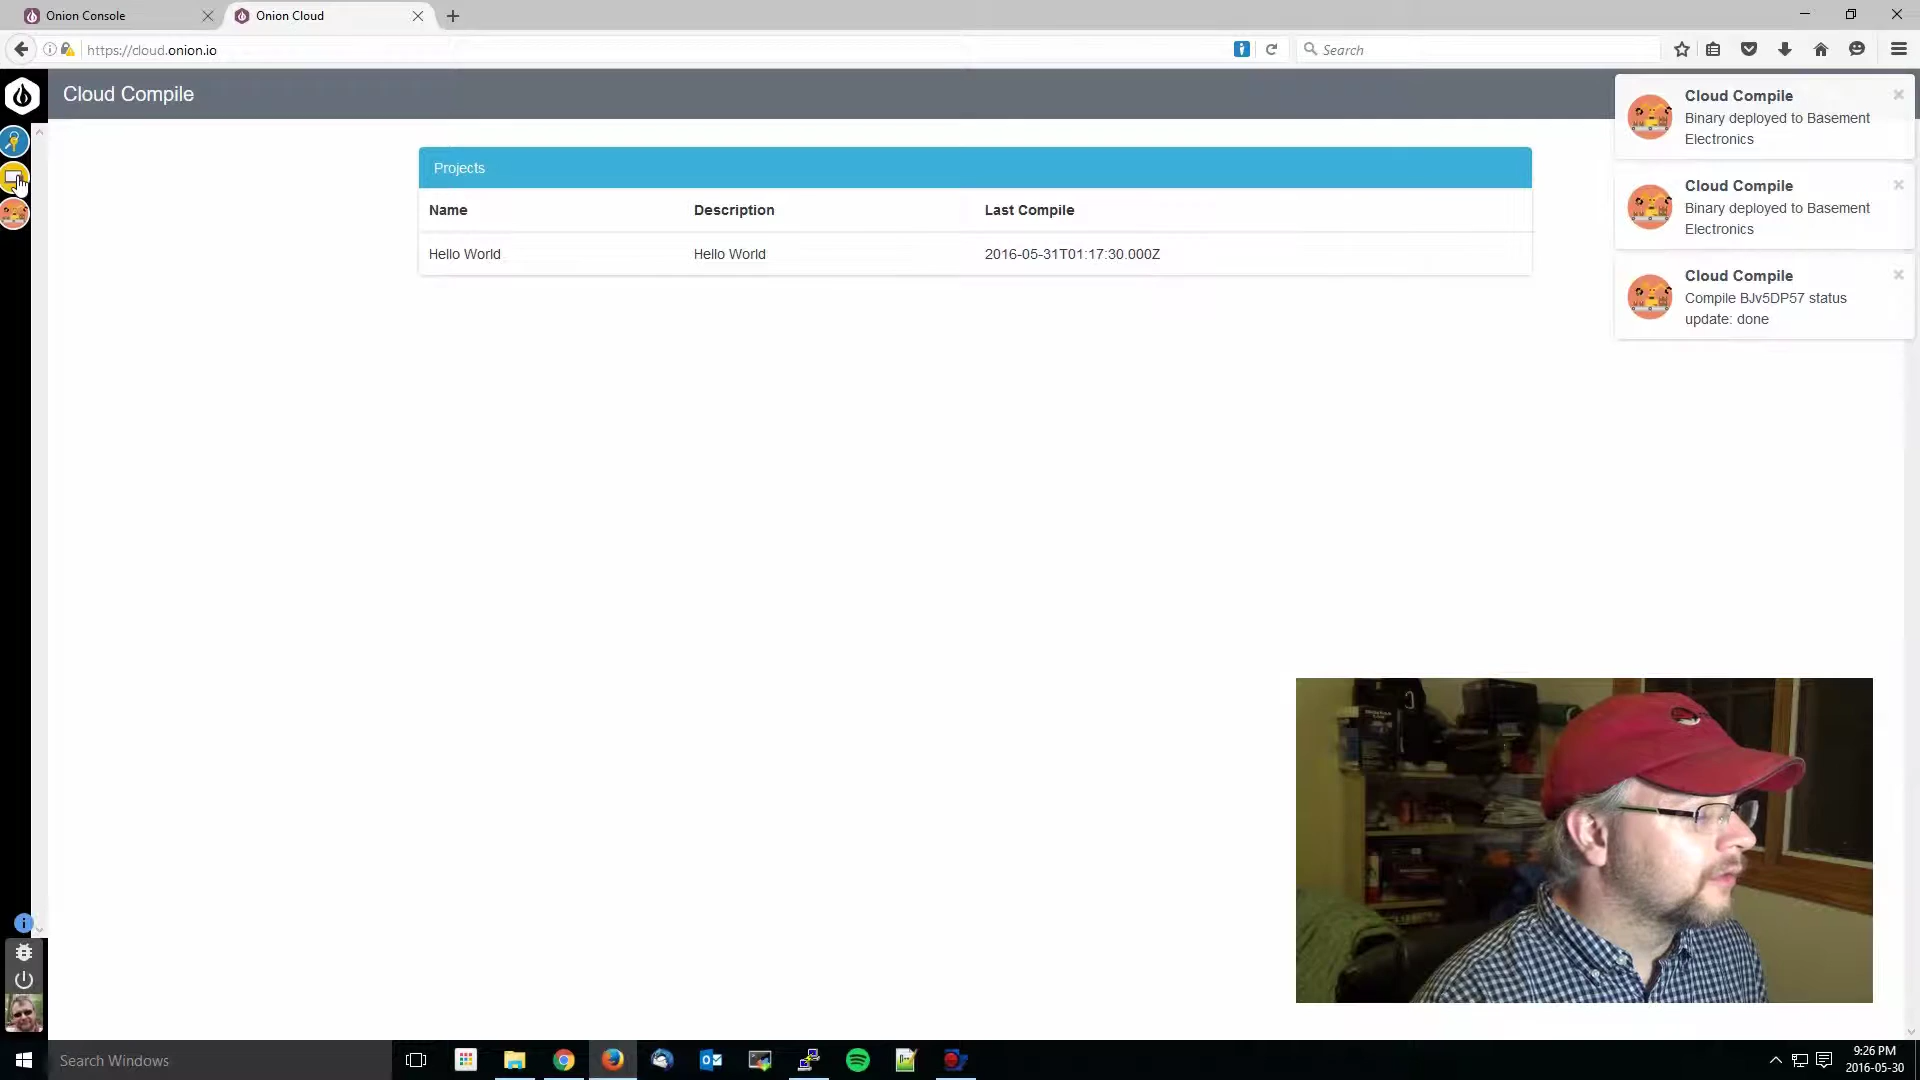 Onion Console
Onion Cloud
https://cloud.onion.io
Search
Cloud Compile
Projects
Name Description Last Compile
Hello World Hello World 2016-05-31T01:17:30.000Z
Cloud Compile
Binary deployed to Basement
Electronics
Cloud Compile
Binary deployed to Basement
Electronics
Cloud Compile
Compile BJv5DP57 status
update: done
Search Windows
9:26 PM
2016-05-30